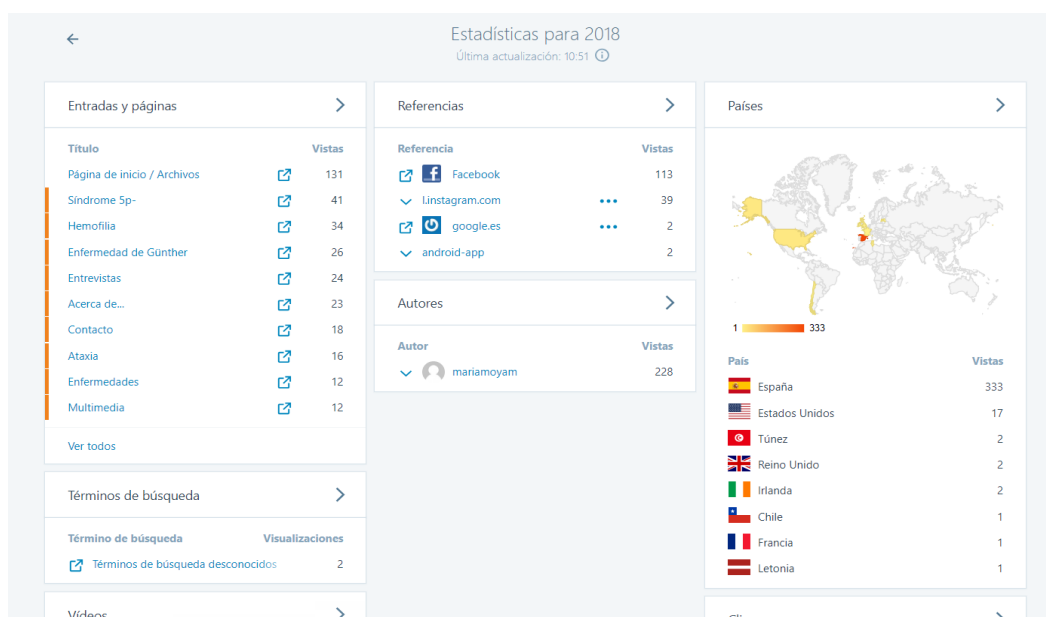 Estadísticas para 2018
Última actualización: 10:51
Entradas y páginas
Título Vistas
Página de inicio / Archivos 131
Síndrome 5p- 41
Hemofilia 34
Enfermedad de Günther 26
Entrevistas 24
Acerca de... 23
Contacto 18
Ataxia 16
Enfermedades 12
Multimedia 12
Ver todos
Términos de búsqueda
Término de búsqueda Visualizaciones
Términos de búsqueda desconocidos 2
Vídeos
Referencias
Referencia Vistas
Facebook 113
l.instagram.com 39
google.es 2
android-app 2
Autores
Autor Vistas
mariamoyam 228
Países
1 333
País Vistas
España 333
Estados Unidos 17
Túnez 2
Reino Unido 2
Irlanda 2
Chile 1
Francia 1
Letonia 1